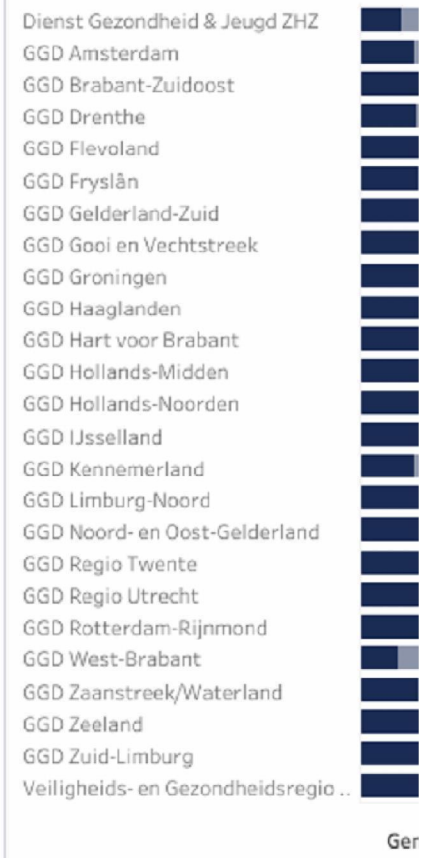 Dienst Gezondheid & Jeugd ZHZ
GGD Amsterdam
GGD Brabant-Zuidoost
GGD Drenthe
GGD Flevoland
GGD Fryslân
GGD Gelderland-Zuid
GGD Gooi en Vechtstreek
GGD Groningen
GGD Haaglanden
GGD Hart voor Brabant
GGD Hollands-Midden
GGD Hollands-Noorden
GGD IJsselland
GGD Kennemerland
GGD Limburg-Noord
GGD Noord- en Oost-Gelderland
GGD Regio Twente
GGD Regio Utrecht
GGD Rotterdam-Rijnmond
GGD West-Brabant
GGD Zaanstreek/Waterland
GGD Zeeland
GGD Zuid-Limburg
Veiligheids- en Gezondheidsregio ..
Ger